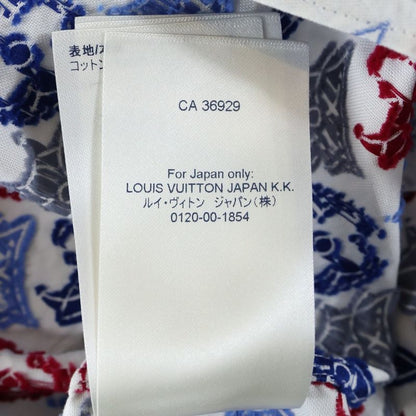 表地/
コットン
CA 36929
For Japan only:
LOUIS VUITTON JAPAN K.K.
ルイ・ヴィトン ジャパン(株)
0120-00-1854